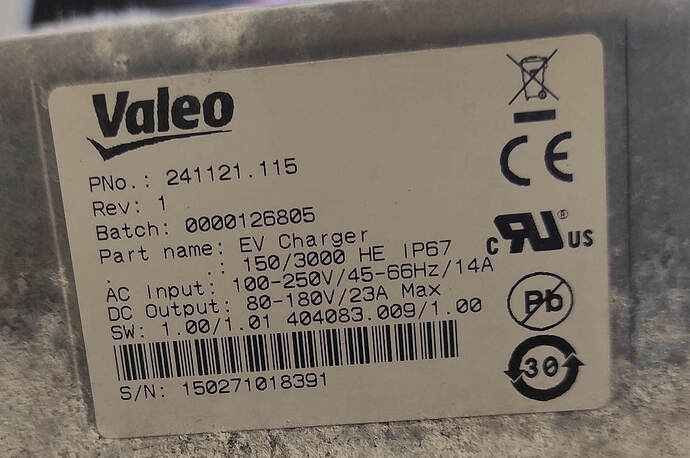 Valeo
PNo.: 241121.115
Rev: 1
Batch: 0000126805
Part name: EV Charger
.        .: 150/3000 HE IP67
AC Input: 100-250V/45-66Hz/14A
DC Output: 80-180V/23A Max
SW: 1.00/1.01 404083.009/1.00
S/N: 150271018391
CE
c RU ® US
Pb
30